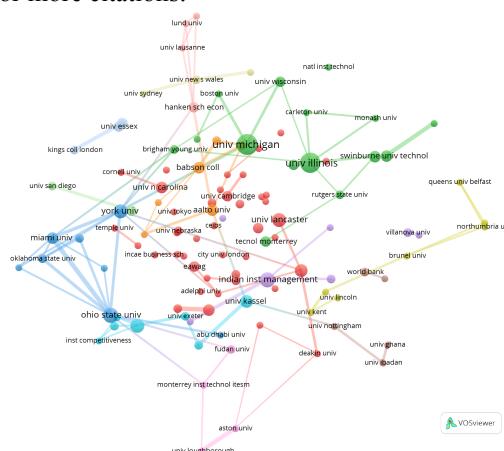 or more citations.
lund univ
univ lausanne
natl inst technol
univ new s wales
univ wisconsin
univ sydney
boston univ
hanken sch econ
carleton univ
monash univ
univ essex
univ michigan
kings coll london
brigham young univ
univ illinois
swinburne univ technol
babson coll
cornell univ
univ san diego
univ n carolina
queens univ belfast
univ cambridge
rutgers state univ
york univ
univ tokyo
aalto univ
univ lancaster
temple univ
univ nebraska
ceibs
northumbria u
miami univ
villanova univ
tecnol monterrey
oklahoma state univ
incae business sch
city univ london
brunel univ
eawag
world bank
indian inst management
adelphi univ
univ lincoln
univ kassel
ohio state univ
univ exeter
univ kent
univ nottingham
inst competitiveness
abu dhabi univ
fudan univ
univ ghana
deakin univ
univ ibadan
monterrey inst technol itesm
aston univ
univ loughborough
VOSviewer